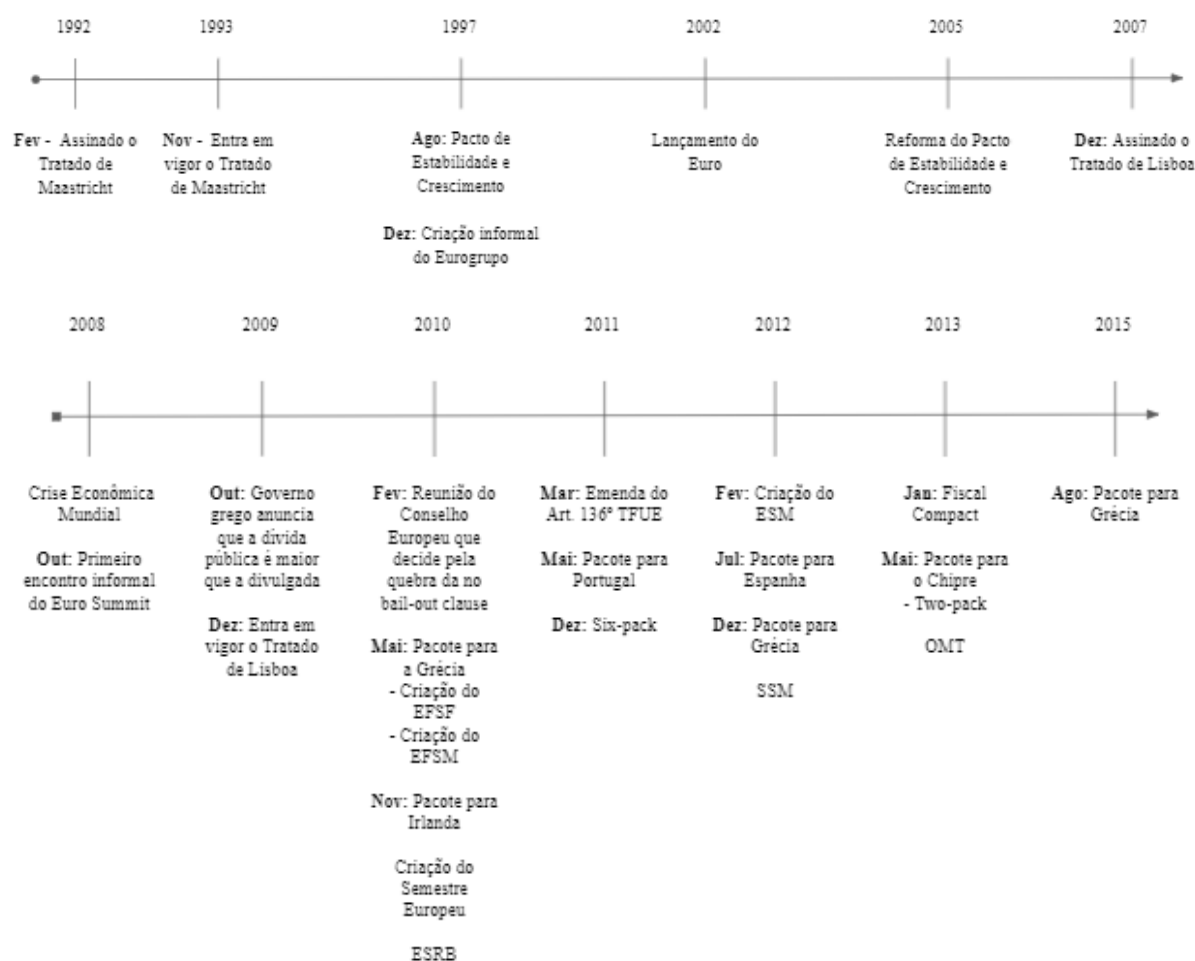 1992
1993
1997
2002
2005
2007
Fev - Assinado o
Tratado de
Maastricht
Nov - Entra em
vigor o Tratado
de Maastricht
Ago: Pacto de
Estabilidade e
Crescimento
Dez: Criação informal
do Eurogrupo
Lançamento do
Euro
Reforma do Pacto
de Estabilidade e
Crescimento
Dez: Assinado o
Tratado de Lisboa
2008
2009
2010
2011
2012
2013
2015
Crise Econômica
Mundial
Out: Primeiro
encontro informal
do Euro Summit
Out: Governo
grego anuncia
que a dívida
pública é maior
que a divulgada
Dez: Entra em
vigor o Tratado
de Lisboa
Fev: Reunião do
Conselho
Europeu que
decide pela
quebra da no
bail-out clause
Mai: Pacote para
a Grécia
- Criação do
EFSF
- Criação do
EFSM
Nov: Pacote para
Irlanda
Criação do
Semestre
Europeu
ESRB
Mar: Emenda do
Art. 136º TFUE
Mai: Pacote para
Portugal
Dez: Six-pack
Fev: Criação do
ESM
Jul: Pacote para
Espanha
Dez: Pacote para
Grécia
SSM
Jan: Fiscal
Compact
Mai: Pacote para
o Chipre
- Two-pack
OMT
Ago: Pacote para
Grécia